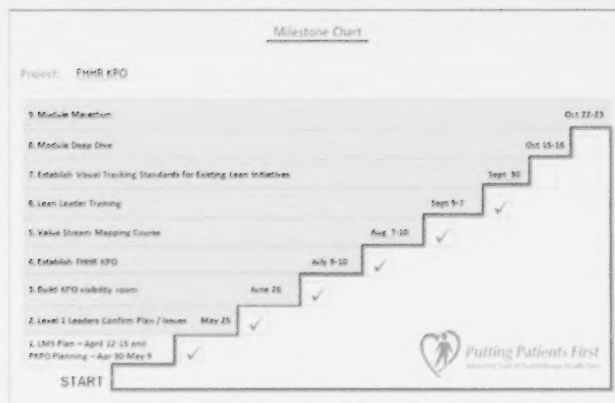 Milestone Chart
Project: FMHR KPO
9. Module Marathon Oct 22-23
8. Module Deep Dive Oct 15-16
7. Establish Visual Tracking Standards for Existing Lean Initiatives Sept. 30
6. Lean Leader Training Sept 5-7
5. Value Stream Mapping Course Aug. 7-10
4. Establish FMHR KPO July 9-10
3. Build KPO visibility room June 26
2. Level 1 Leaders Confirm Plan / Issues May 25
1. LMS Plan – April 12-13 and
PKPO Planning – Apr 30-May 9
START
Putting Patients First